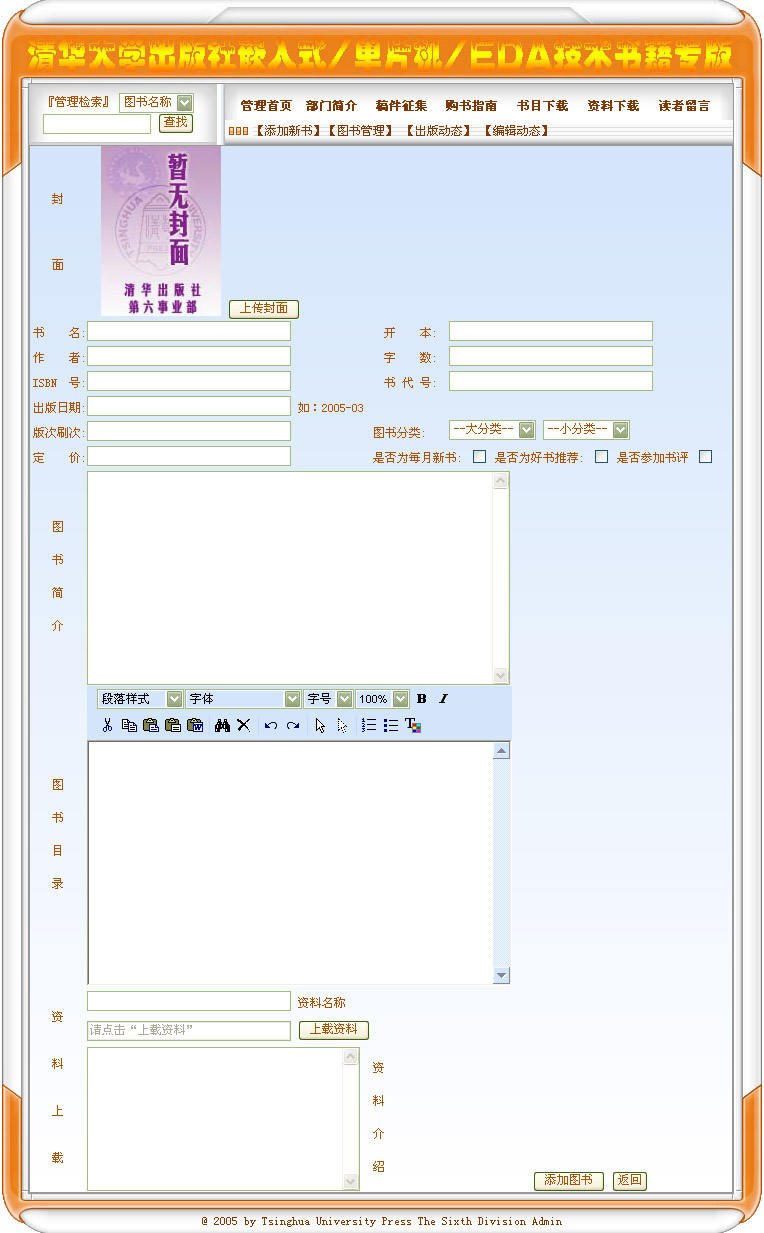 清华大学出版社嵌入式/单片机/EDA技术书籍专版
『管理检索』 图书名称
查找
管理首页 部门简介 稿件征集 购书指南 书目下载 资料下载 读者留言
【添加新书】【图书管理】 【出版动态】 【编辑动态】
封面
暂无封面
TSINGHUA UNIVERSITY PRESS
清华出版社
第六事业部
上传封面
书 名: 开 本:
作 者: 字 数:
ISBN 号: 书 代 号:
出版日期: 如：2005-03
版次刷次: 图书分类: --大分类-- --小分类--
定 价: 是否为每月新书: 是否为好书推荐: 是否参加书评
图书简介
段落样式 字体 字号 100% B I
图书目录
资料上载
资料名称
请点击“上载资料” 上载资料
资料介绍
添加图书 返回
@ 2005 by Tsinghua University Press The Sixth Division Admin